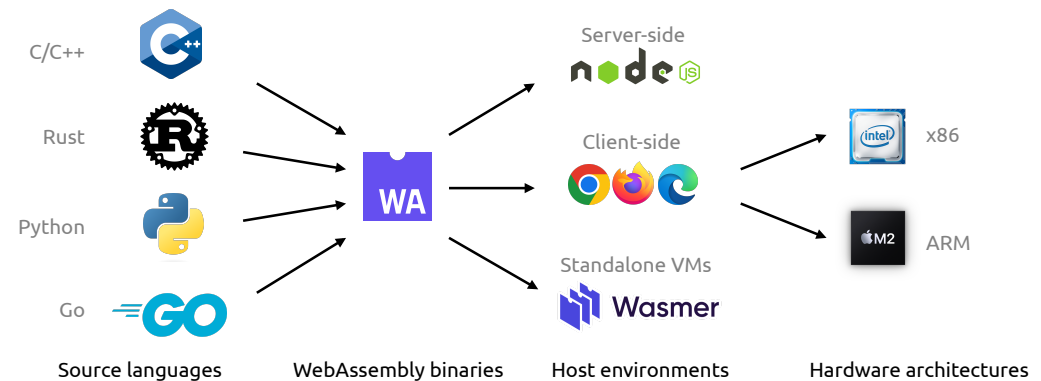 C/C++
C++
Rust
R
Python
Go
GO
Source languages
WA
WebAssembly binaries
Server-side
node
JS
Client-side
Standalone VMs
Wasmer
Host environments
intel
x86
M2
ARM
Hardware architectures